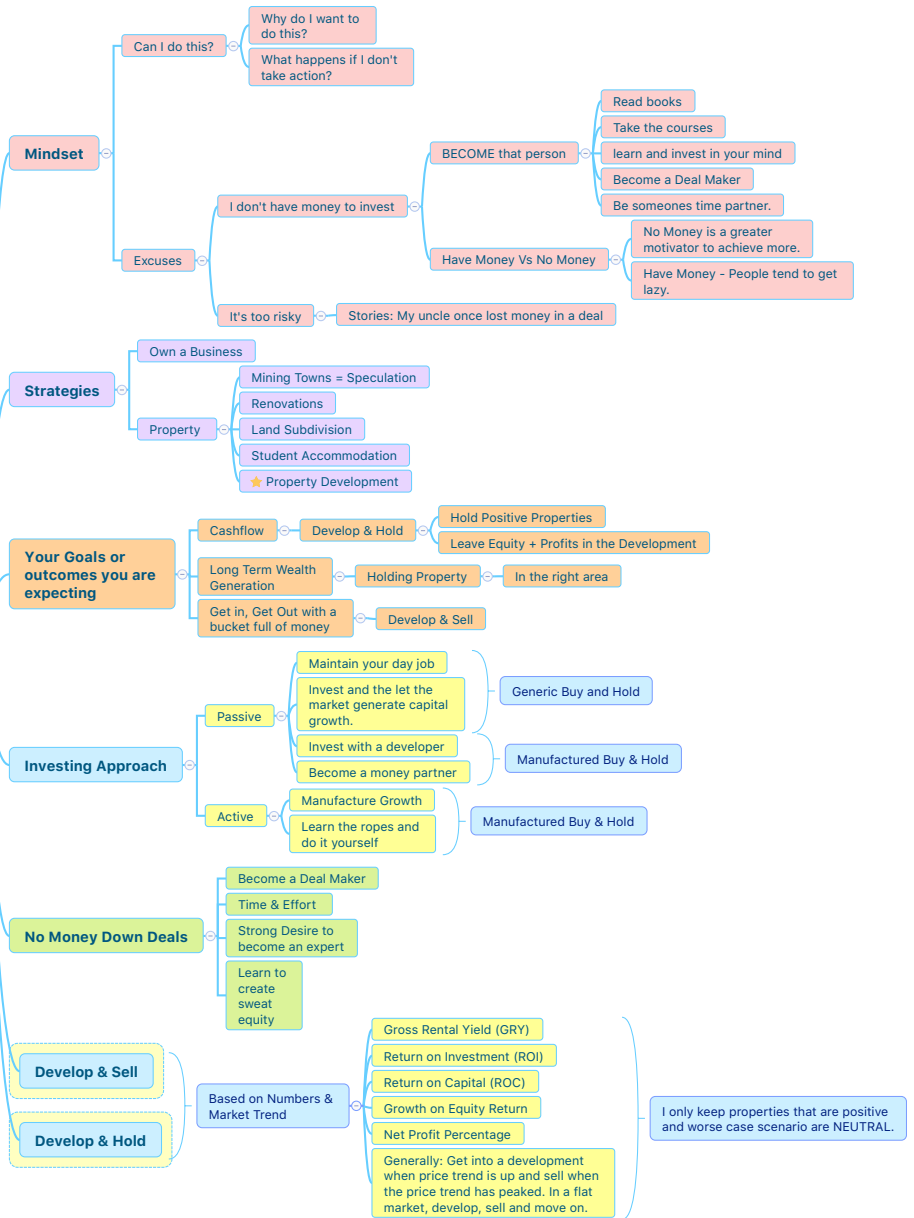 Mindset
Can I do this?
Why do I want to
do this?
What happens if I don't
take action?
Excuses
I don't have money to invest
BECOME that person
Read books
Take the courses
learn and invest in your mind
Become a Deal Maker
Be someones time partner.
Have Money Vs No Money
No Money is a greater
motivator to achieve more.
Have Money - People tend to get
lazy.
It's too risky
Stories: My uncle once lost money in a deal
Strategies
Own a Business
Property
Mining Towns = Speculation
Renovations
Land Subdivision
Student Accommodation
Property Development
Your Goals or
outcomes you are
expecting
Cashflow
Develop & Hold
Hold Positive Properties
Leave Equity + Profits in the Development
Long Term Wealth
Generation
Holding Property
In the right area
Get in, Get Out with a
bucket full of money
Develop & Sell
Investing Approach
Passive
Maintain your day job
Invest and the let the
market generate capital
growth.
Generic Buy and Hold
Invest with a developer
Become a money partner
Manufactured Buy & Hold
Active
Manufacture Growth
Learn the ropes and
do it yourself
Manufactured Buy & Hold
No Money Down Deals
Become a Deal Maker
Time & Effort
Strong Desire to
become an expert
Learn to
create
sweat
equity
Develop & Sell
Develop & Hold
Based on Numbers &
Market Trend
Gross Rental Yield (GRY)
Return on Investment (ROI)
Return on Capital (ROC)
Growth on Equity Return
Net Profit Percentage
Generally: Get into a development
when price trend is up and sell when
the price trend has peaked. In a flat
market, develop, sell and move on.
I only keep properties that are positive
and worse case scenario are NEUTRAL.